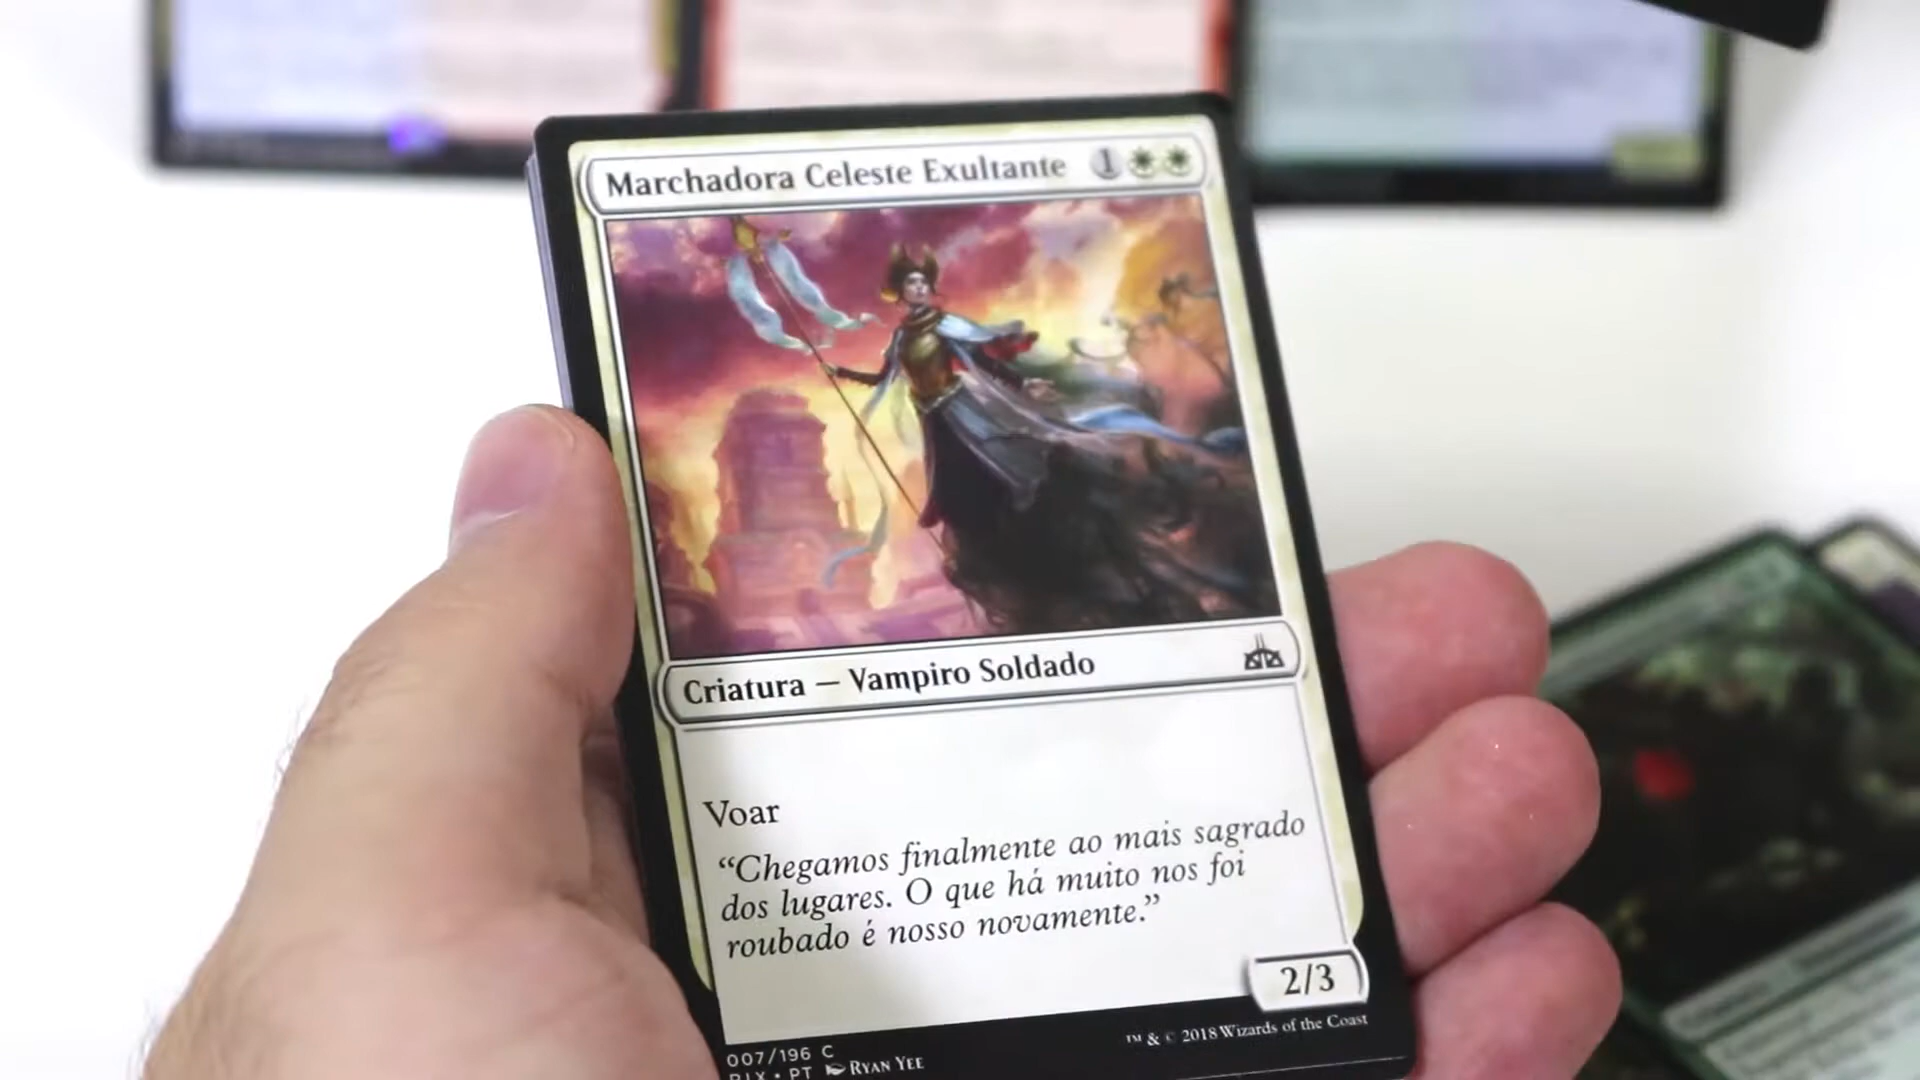 Marchadora Celeste Exultante 1
Criatura — Vampiro Soldado
Voar
“Chegamos finalmente ao mais sagrado
dos lugares. O que há muito nos foi
roubado é nosso novamente.”
2/3
™ & © 2018 Wizards of the Coast
007/196 C
RIX • PT RYAN YEE